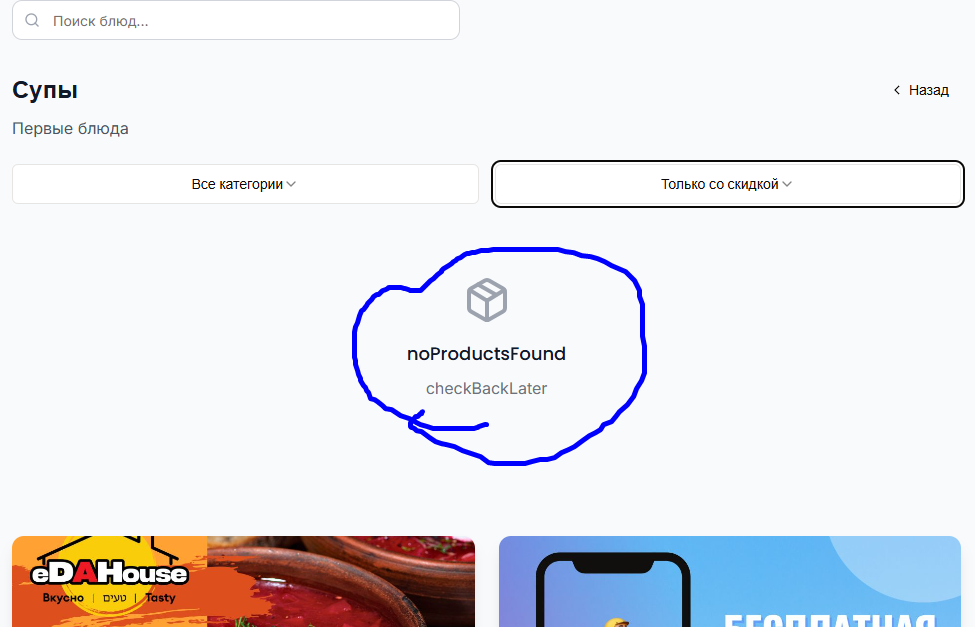 Поиск блюд...
Супы
Назад
Первые блюда
Все категории
Только со скидкой
noProductsFound
checkBackLater
eDAHouse
Вкусно | טעים | Tasty
БЕСПЛАТНАЯ